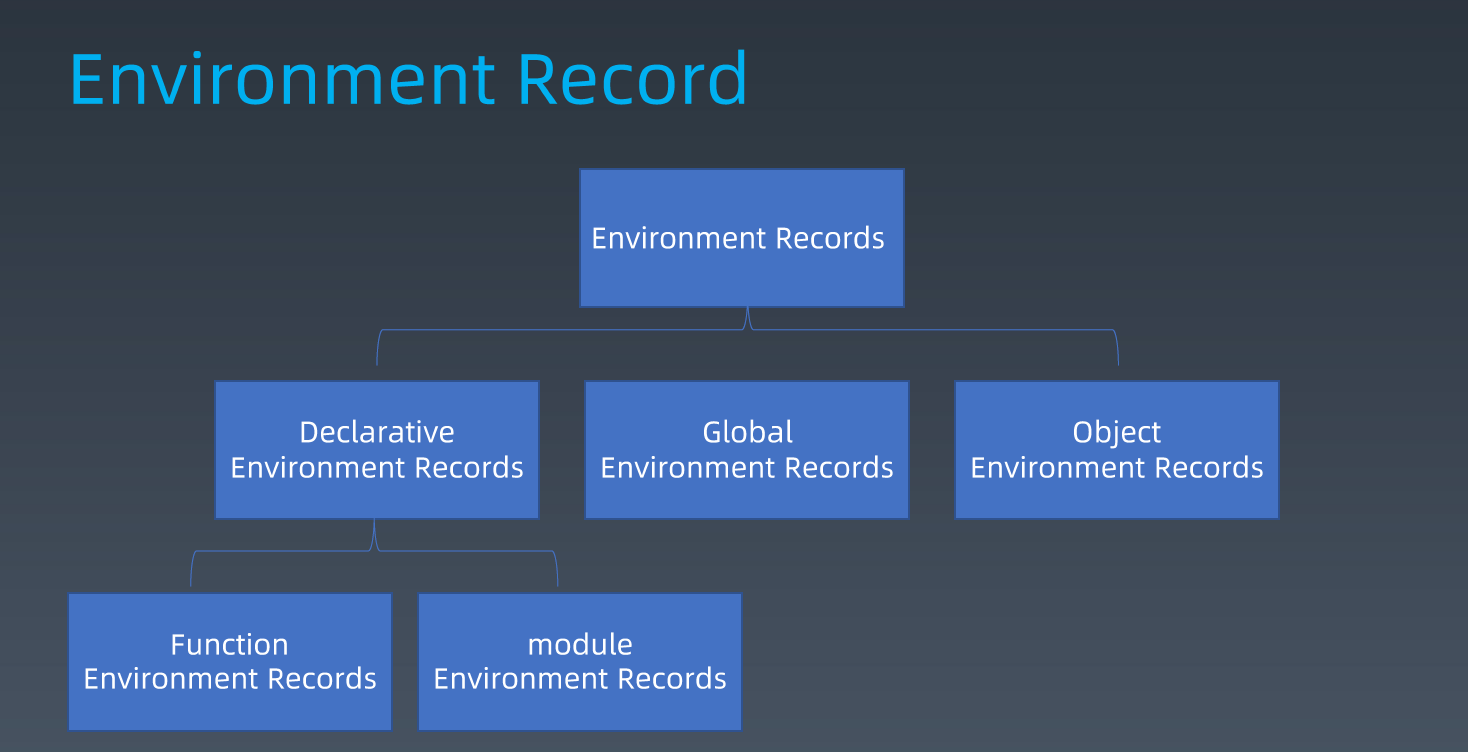 Environment Record
Environment Records
Declarative
Environment Records
Global
Environment Records
Object
Environment Records
Function
Environment Records
module
Environment Records